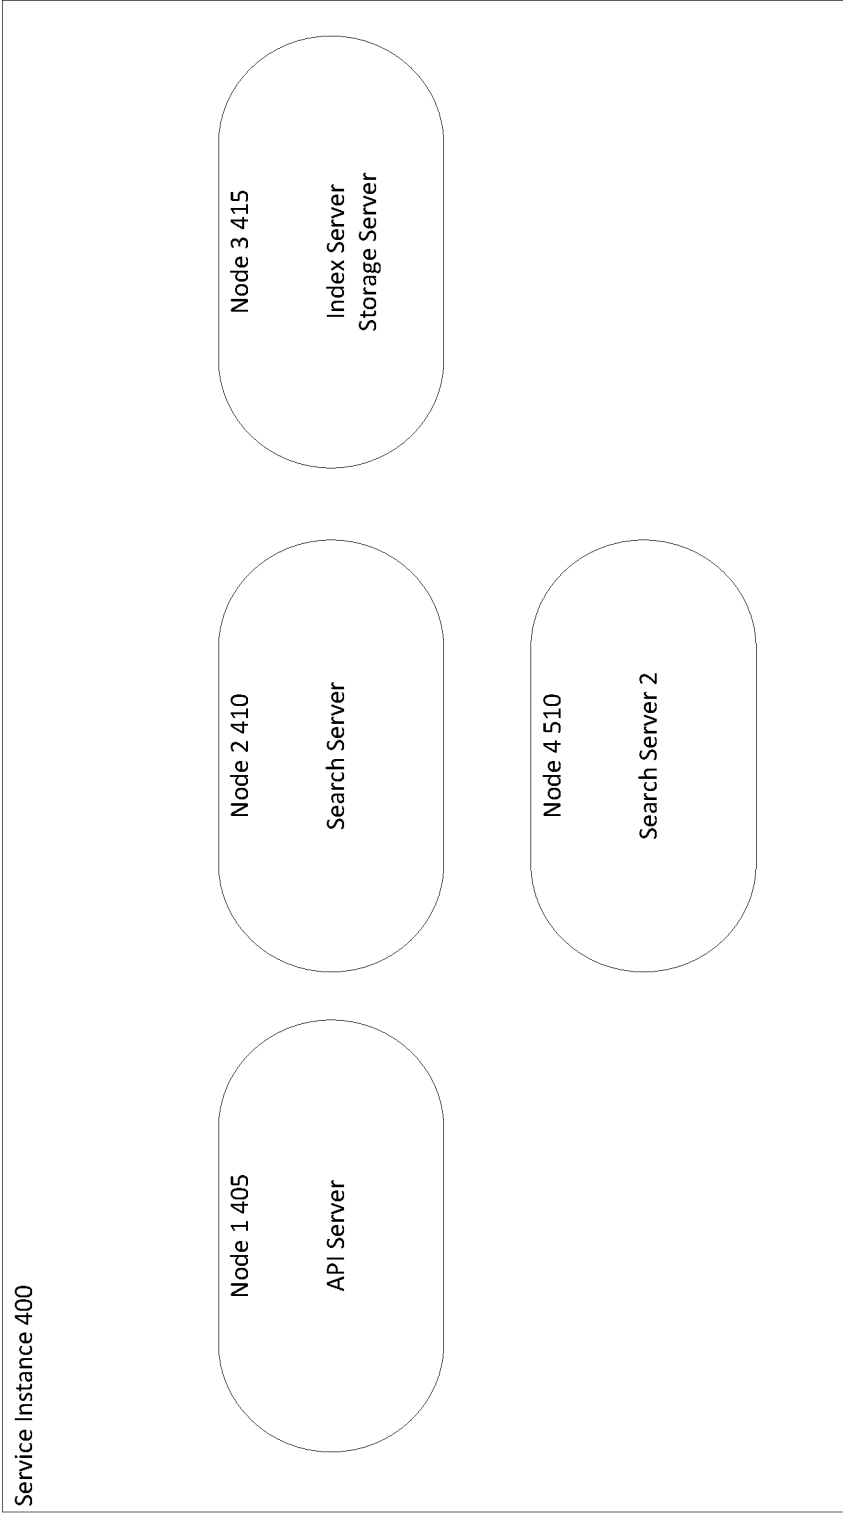 Service Instance 400
Node 1 405
API Server
Node 2 410
Search Server
Node 3 415
Index Server
Storage Server
Node 4 510
Search Server 2